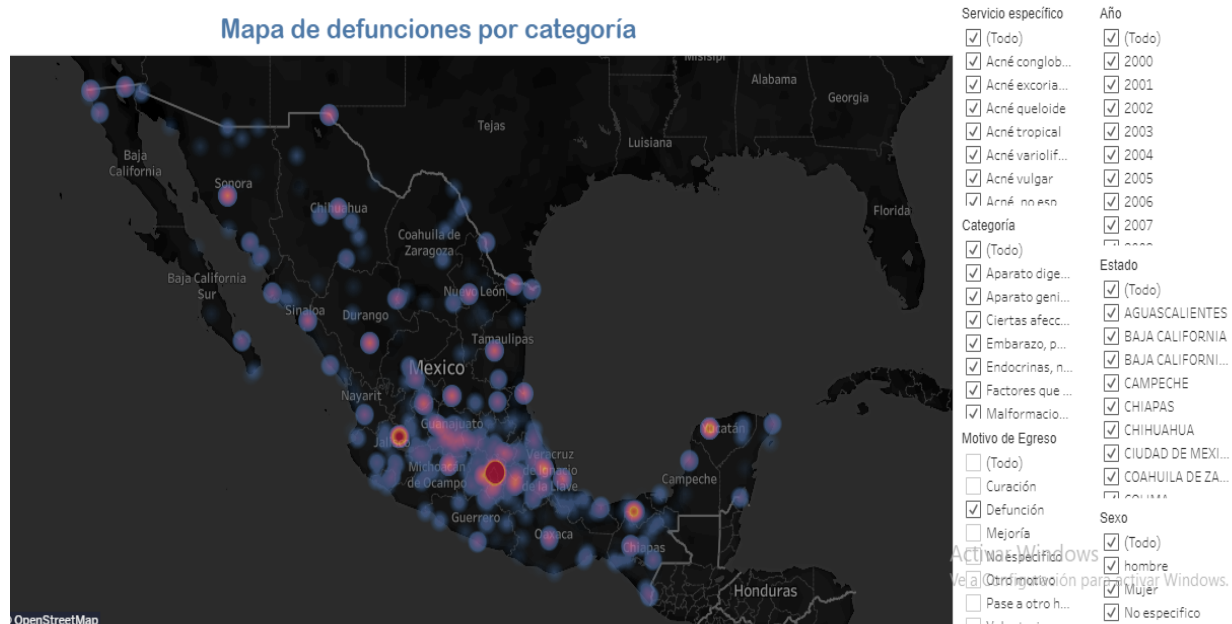 Mapa de defunciones por categoría
Misisipi
Alabama
Georgia
Tejas
Luisiana
Florida
Baja
California
Sonora
Chihuahua
Coahuila de
Zaragoza
Baja California
Sur
Nuevo León
Sinaloa
Durango
Tamaulipas
Mexico
Nayarit
Guanajuato
Jalisco
Yucatán
Michoacán
de Ocampo
Veracruz
de Ignacio
de la Llave
Campeche
Guerrero
Oaxaca
Chiapas
Honduras
OpenStreetMap
Servicio específico
(Todo)
Acné conglob...
Acné excoria...
Acné queloide
Acné tropical
Acné variolif...
Acné vulgar
Acné, no esp
Categoría
(Todo)
Aparato dige...
Aparato geni...
Ciertas afecc...
Embarazo, p...
Endocrinas, n...
Factores que ...
Malformacio...
Motivo de Egreso
(Todo)
Curación
Defunción
Mejoría
No especifico
Otro motivo
Pase a otro h...
Año
(Todo)
2000
2001
2002
2003
2004
2005
2006
2007
Estado
(Todo)
AGUASCALIENTES
BAJA CALIFORNIA
BAJA CALIFORNI...
CAMPECHE
CHIAPAS
CHIHUAHUA
CIUDAD DE MEXI...
COAHUILA DE ZA...
COLIMA
Sexo
(Todo)
hombre
Mujer
No especifico
Activar Windows
Ve a Configuración para activar Windows.